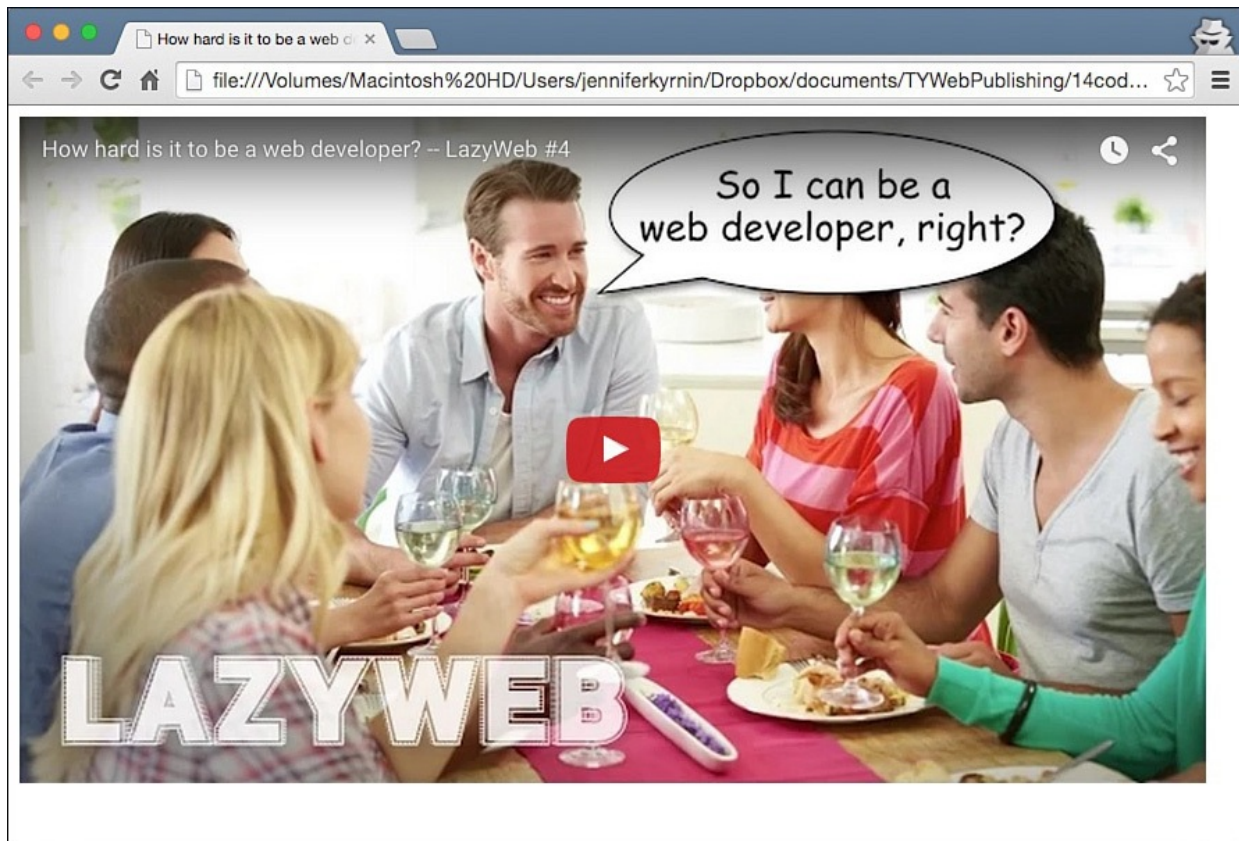 How hard is it to be a web d
file:///Volumes/Macintosh%20HD/Users/jenniferkyrnin/Dropbox/documents/TYWebPublishing/14cod...
How hard is it to be a web developer? -- LazyWeb #4
So I can be a
web developer, right?
LAZYWEB